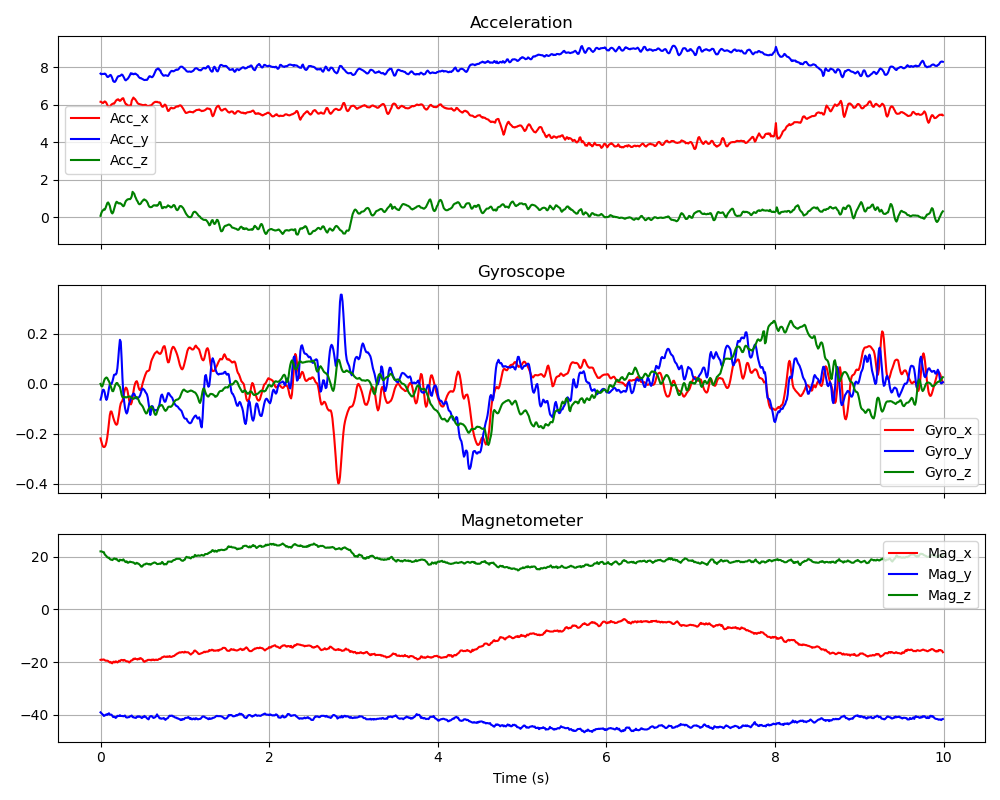 Acceleration
8
6
4
2
0
Acc_x
Acc_y
Acc_z
Gyroscope
0.2
0.0
−0.2
−0.4
Gyro_x
Gyro_y
Gyro_z
Magnetometer
20
0
−20
−40
Mag_x
Mag_y
Mag_z
0 2 4 6 8 10
Time (s)